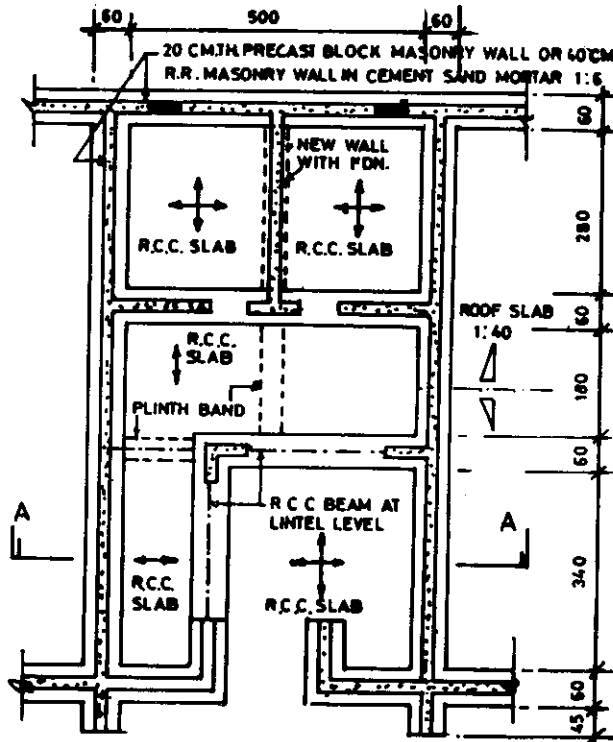 60 500 60
20 CM.TH. PRECAST BLOCK MASONRY WALL OR 40 CM
R.R. MASONRY WALL IN CEMENT SAND MORTAR 1:6
60
NEW WALL
WITH FDN.
R.C.C. SLAB
R.C.C. SLAB
280
60
ROOF SLAB
1:40
R.C.C.
SLAB
180
PLINTH BAND
60
A
R C C BEAM AT
LINTEL LEVEL
A
R.C.C.
SLAB
R.C.C. SLAB
340
60
45